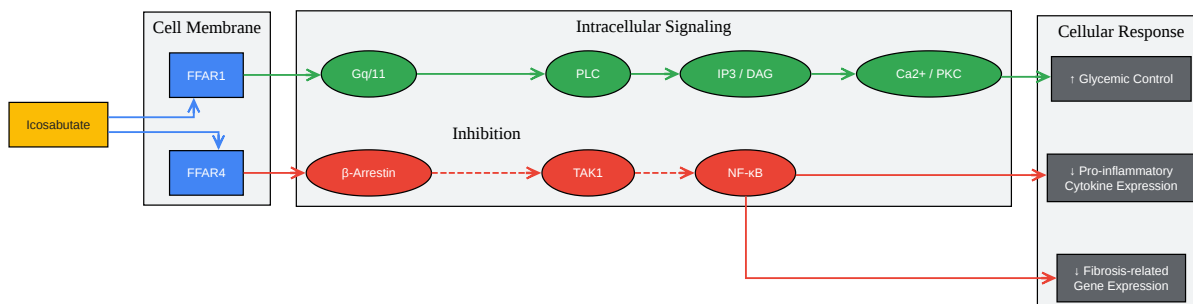 Cell Membrane
Intracellular Signaling
Cellular Response
FFAR1
Gq/11
PLC
IP3 / DAG
Ca2+ / PKC
↑ Glycemic Control
Icosabutate
Inhibition
FFAR4
β-Arrestin
TAK1
NF-κB
↓ Pro-inflammatory
Cytokine Expression
↓ Fibrosis-related
Gene Expression